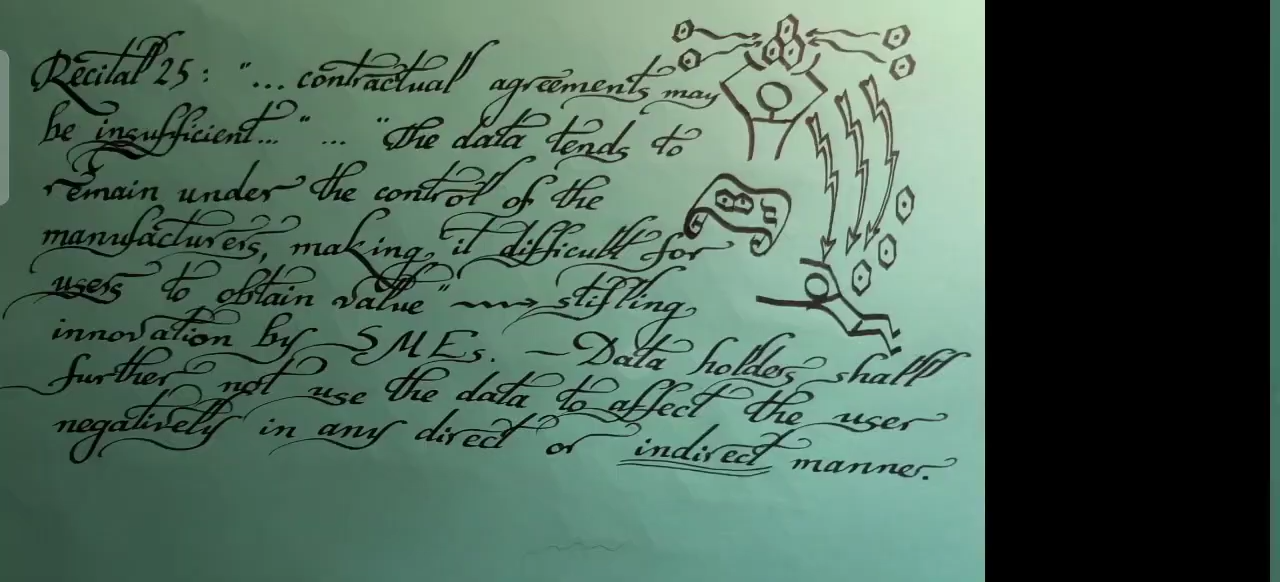 Recital 25: "... contractual agreements may
be insufficient..." ... "the data tends to
remain under the control of the
manufacturers, making it difficult for
users to obtain value" → stifling
innovation by SMEs. — Data holders shall
further not use the data to affect the user
negatively in any direct or indirect manner.